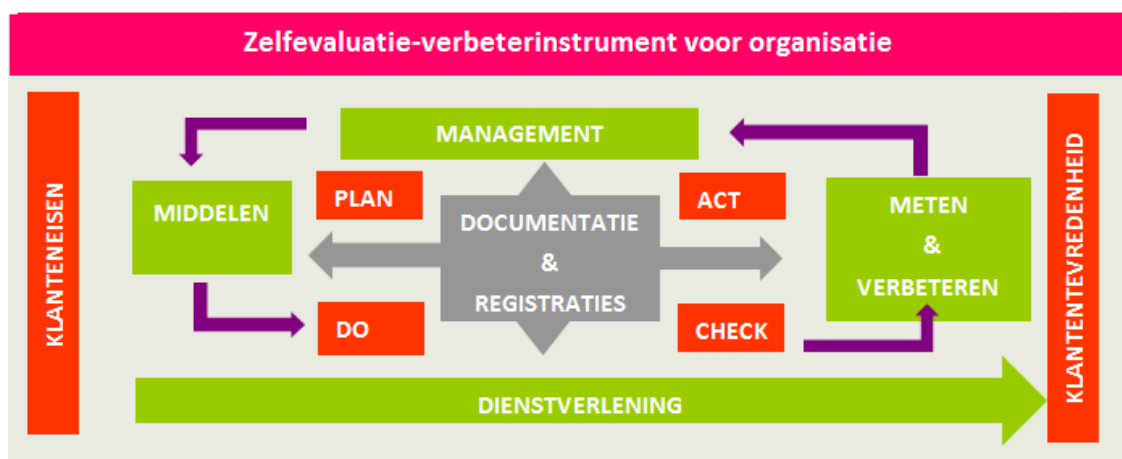 Zelfevaluatie-verbeterinstrument voor organisatie
KLANTENEISEN
MANAGEMENT
MIDDELEN
PLAN
DOCUMENTATIE
&
REGISTRATIES
ACT
METEN
&
VERBETEREN
DO
CHECK
DIENSTVERLENING
KLANTENTEVREDENHEID